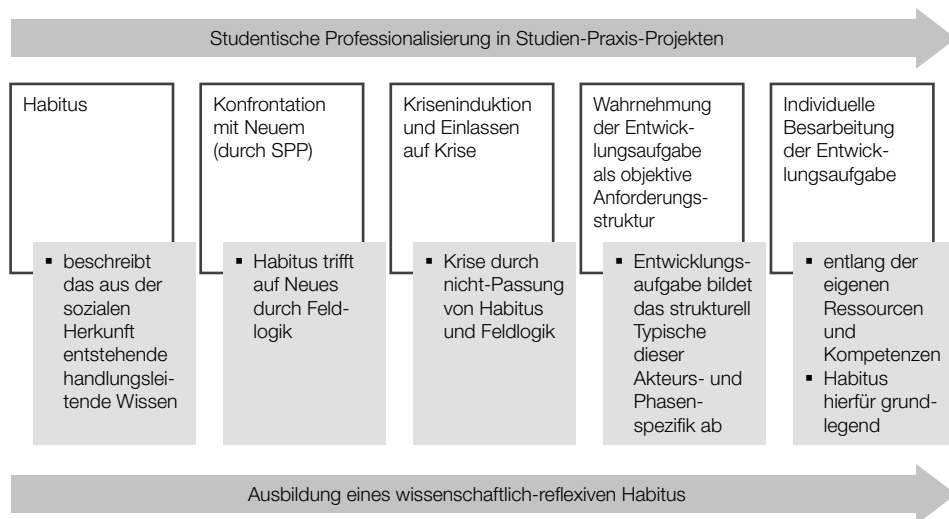 Studentische Professionalisierung in Studien-Praxis-Projekten
Habitus
▪ beschreibt
das aus der
sozialen
Herkunft
entstehende
handlungslei-
tende Wissen
Konfrontation
mit Neuem
(durch SPP)
▪ Habitus trifft
auf Neues
durch Feld-
logik
Kriseninduktion
und Einlassen
auf Krise
▪ Krise durch
nicht-Passung
von Habitus
und Feldlogik
Wahrnehmung
der Entwick-
lungsaufgabe
als objektive
Anforderungs-
struktur
▪ Entwicklungs-
aufgabe bildet
das strukturell
Typische
dieser
Akteurs- und
Phasen-
spezifik ab
Individuelle
Besarbeitung
der Entwick-
lungsaufgabe
▪ entlang der
eigenen
Ressourcen
und
Kompetenzen
▪ Habitus
hierfür grund-
legend
Ausbildung eines wissenschaftlich-reflexiven Habitus